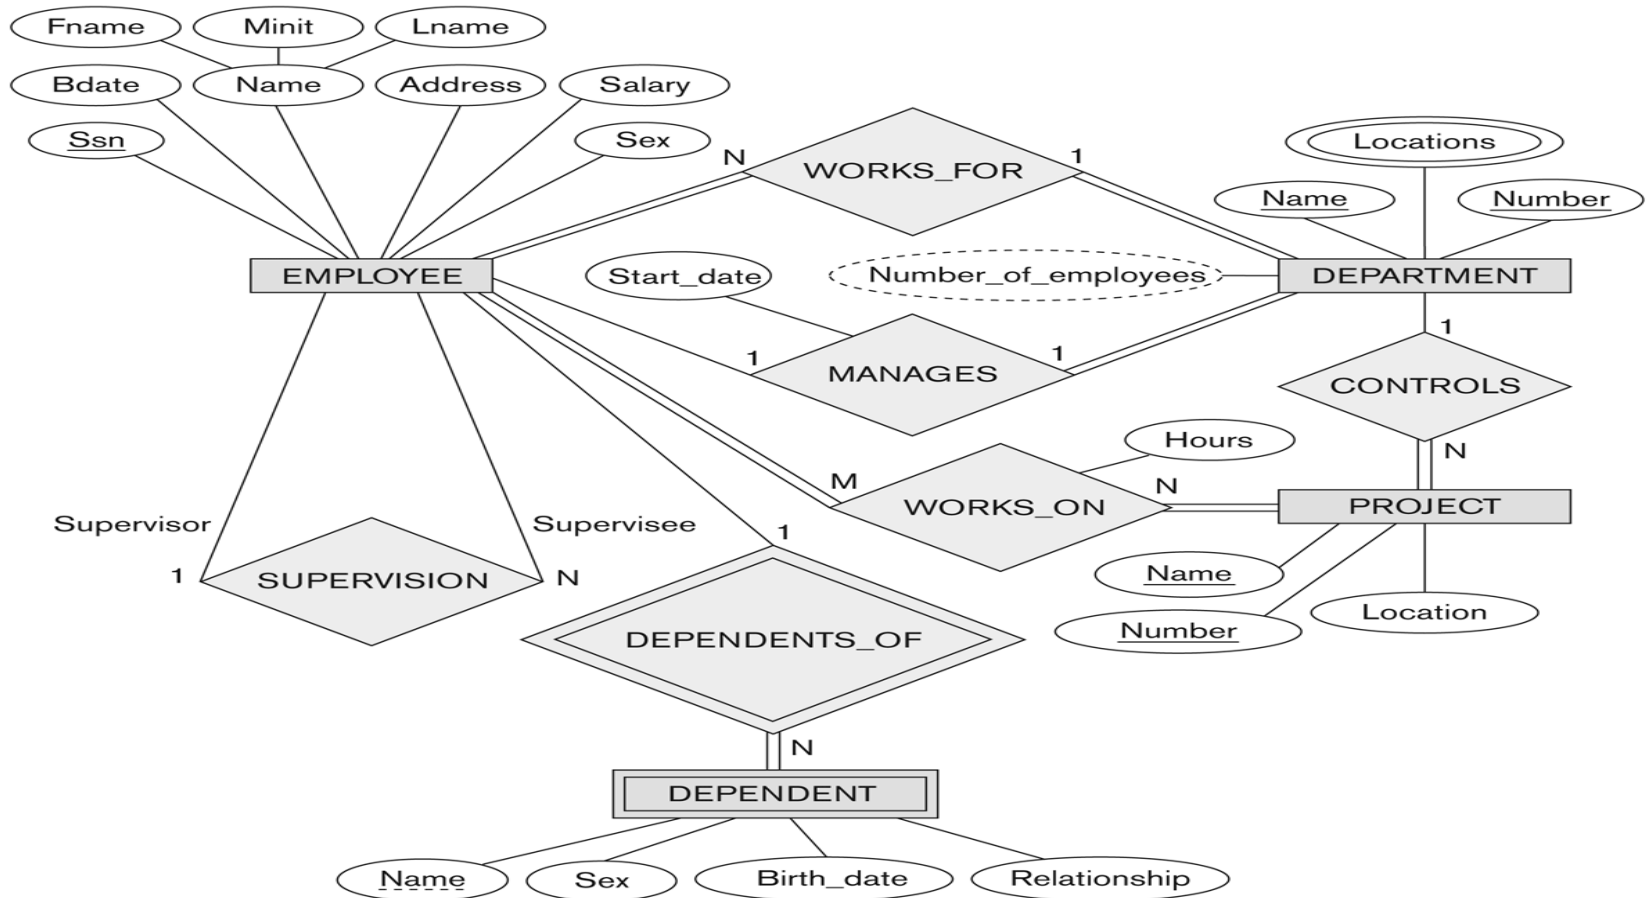 Fname
Minit
Lname
Bdate
Name
Address
Salary
Ssn
Sex
N
WORKS_FOR
1
Locations
Name
Number
EMPLOYEE
Start_date
Number_of_employees
DEPARTMENT
1
MANAGES
1
1
CONTROLS
N
Hours
M
WORKS_ON
N
PROJECT
Supervisor
Supervisee
1
SUPERVISION
N
1
Name
Number
Location
DEPENDENTS_OF
N
DEPENDENT
Name
Sex
Birth_date
Relationship